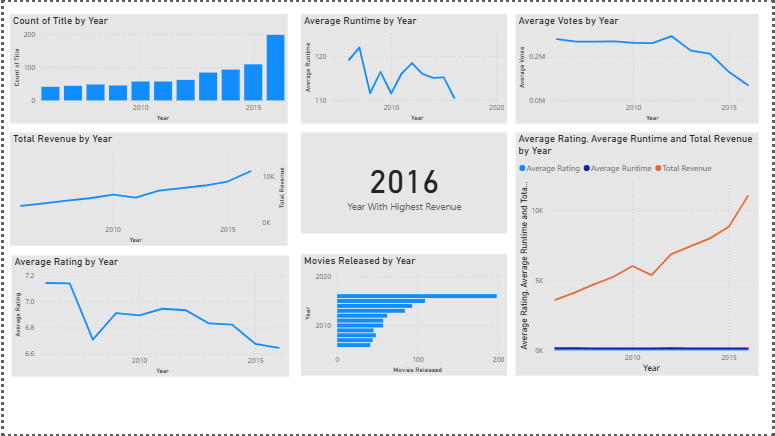 Count of Title by Year
200
100
0
Count of Title
2010
2015
Year
Average Runtime by Year
120
110
Average Runtime
2010
2020
Year
Average Votes by Year
0.2M
0.0M
Average Votes
2010
2015
Year
Total Revenue by Year
10K
0K
Total Revenue
2010
2015
Year
2016
Year With Highest Revenue
Average Rating, Average Runtime and Total Revenue
by Year
Average Rating
Average Runtime
Total Revenue
10K
5K
0K
Average Rating, Average Runtime and Tota...
2010
2015
Year
Average Rating by Year
7.2
7.0
6.8
6.6
Average Rating
2010
2015
Year
Movies Released by Year
2020
2010
Year
0
100
200
Movies Released